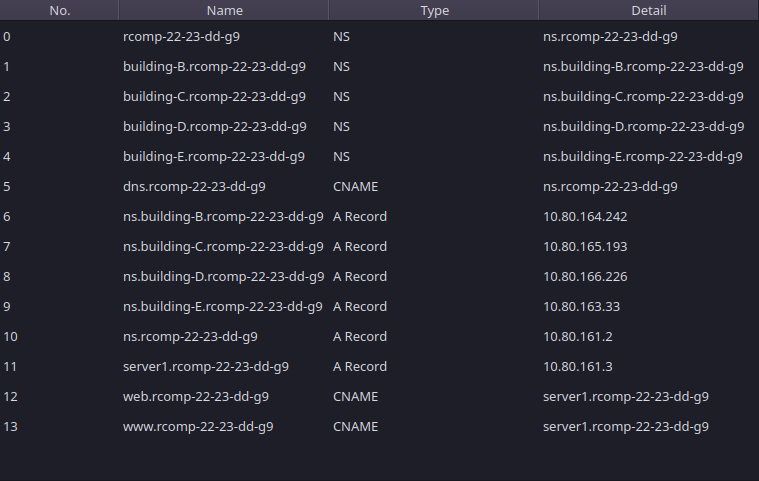 No. Name Type Detail
0 rcomp-22-23-dd-g9 NS ns.rcomp-22-23-dd-g9
1 building-B.rcomp-22-23-dd-g9 NS ns.building-B.rcomp-22-23-dd-g9
2 building-C.rcomp-22-23-dd-g9 NS ns.building-C.rcomp-22-23-dd-g9
3 building-D.rcomp-22-23-dd-g9 NS ns.building-D.rcomp-22-23-dd-g9
4 building-E.rcomp-22-23-dd-g9 NS ns.building-E.rcomp-22-23-dd-g9
5 dns.rcomp-22-23-dd-g9 CNAME ns.rcomp-22-23-dd-g9
6 ns.building-B.rcomp-22-23-dd-g9 A Record 10.80.164.242
7 ns.building-C.rcomp-22-23-dd-g9 A Record 10.80.165.193
8 ns.building-D.rcomp-22-23-dd-g9 A Record 10.80.166.226
9 ns.building-E.rcomp-22-23-dd-g9 A Record 10.80.163.33
10 ns.rcomp-22-23-dd-g9 A Record 10.80.161.2
11 server1.rcomp-22-23-dd-g9 A Record 10.80.161.3
12 web.rcomp-22-23-dd-g9 CNAME server1.rcomp-22-23-dd-g9
13 www.rcomp-22-23-dd-g9 CNAME server1.rcomp-22-23-dd-g9